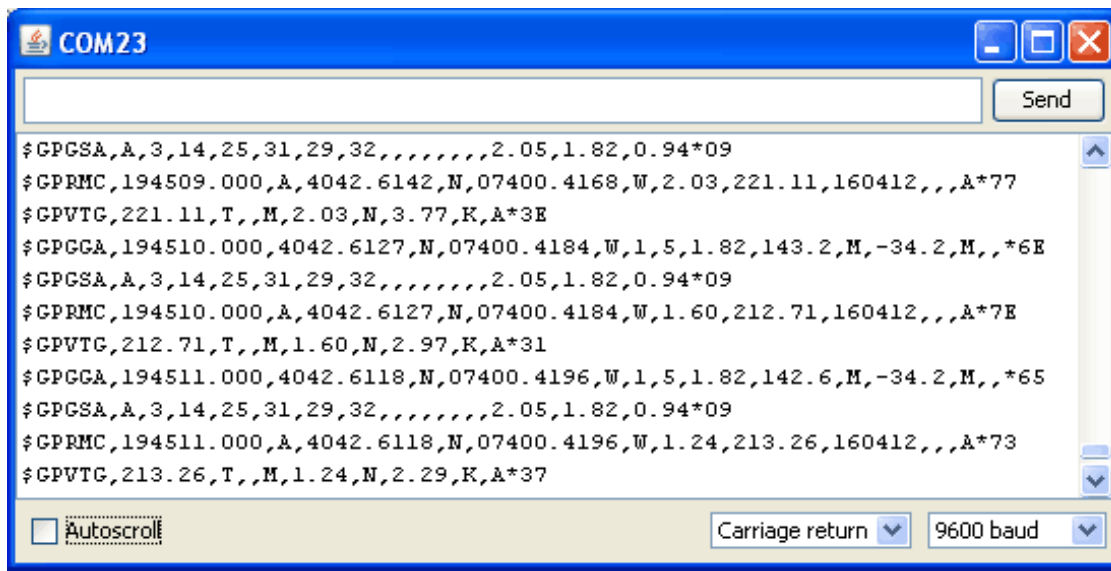 COM23
Send
$GPGSA,A,3,14,25,31,29,32,,,,,,,,2.05,1.82,0.94*09
$GPRMC,194509.000,A,4042.6142,N,07400.4168,W,2.03,221.11,160412,,,A*77
$GPVTG,221.11,T,,M,2.03,N,3.77,K,A*3E
$GPGGA,194510.000,4042.6127,N,07400.4184,W,1,5,1.82,143.2,M,-34.2,M,,*6E
$GPGSA,A,3,14,25,31,29,32,,,,,,,,2.05,1.82,0.94*09
$GPRMC,194510.000,A,4042.6127,N,07400.4184,W,1.60,212.71,160412,,,A*7E
$GPVTG,212.71,T,,M,1.60,N,2.97,K,A*31
$GPGGA,194511.000,4042.6118,N,07400.4196,W,1,5,1.82,142.6,M,-34.2,M,,*65
$GPGSA,A,3,14,25,31,29,32,,,,,,,,2.05,1.82,0.94*09
$GPRMC,194511.000,A,4042.6118,N,07400.4196,W,1.24,213.26,160412,,,A*73
$GPVTG,213.26,T,,M,1.24,N,2.29,K,A*37
Autoscroll
Carriage return
9600 baud